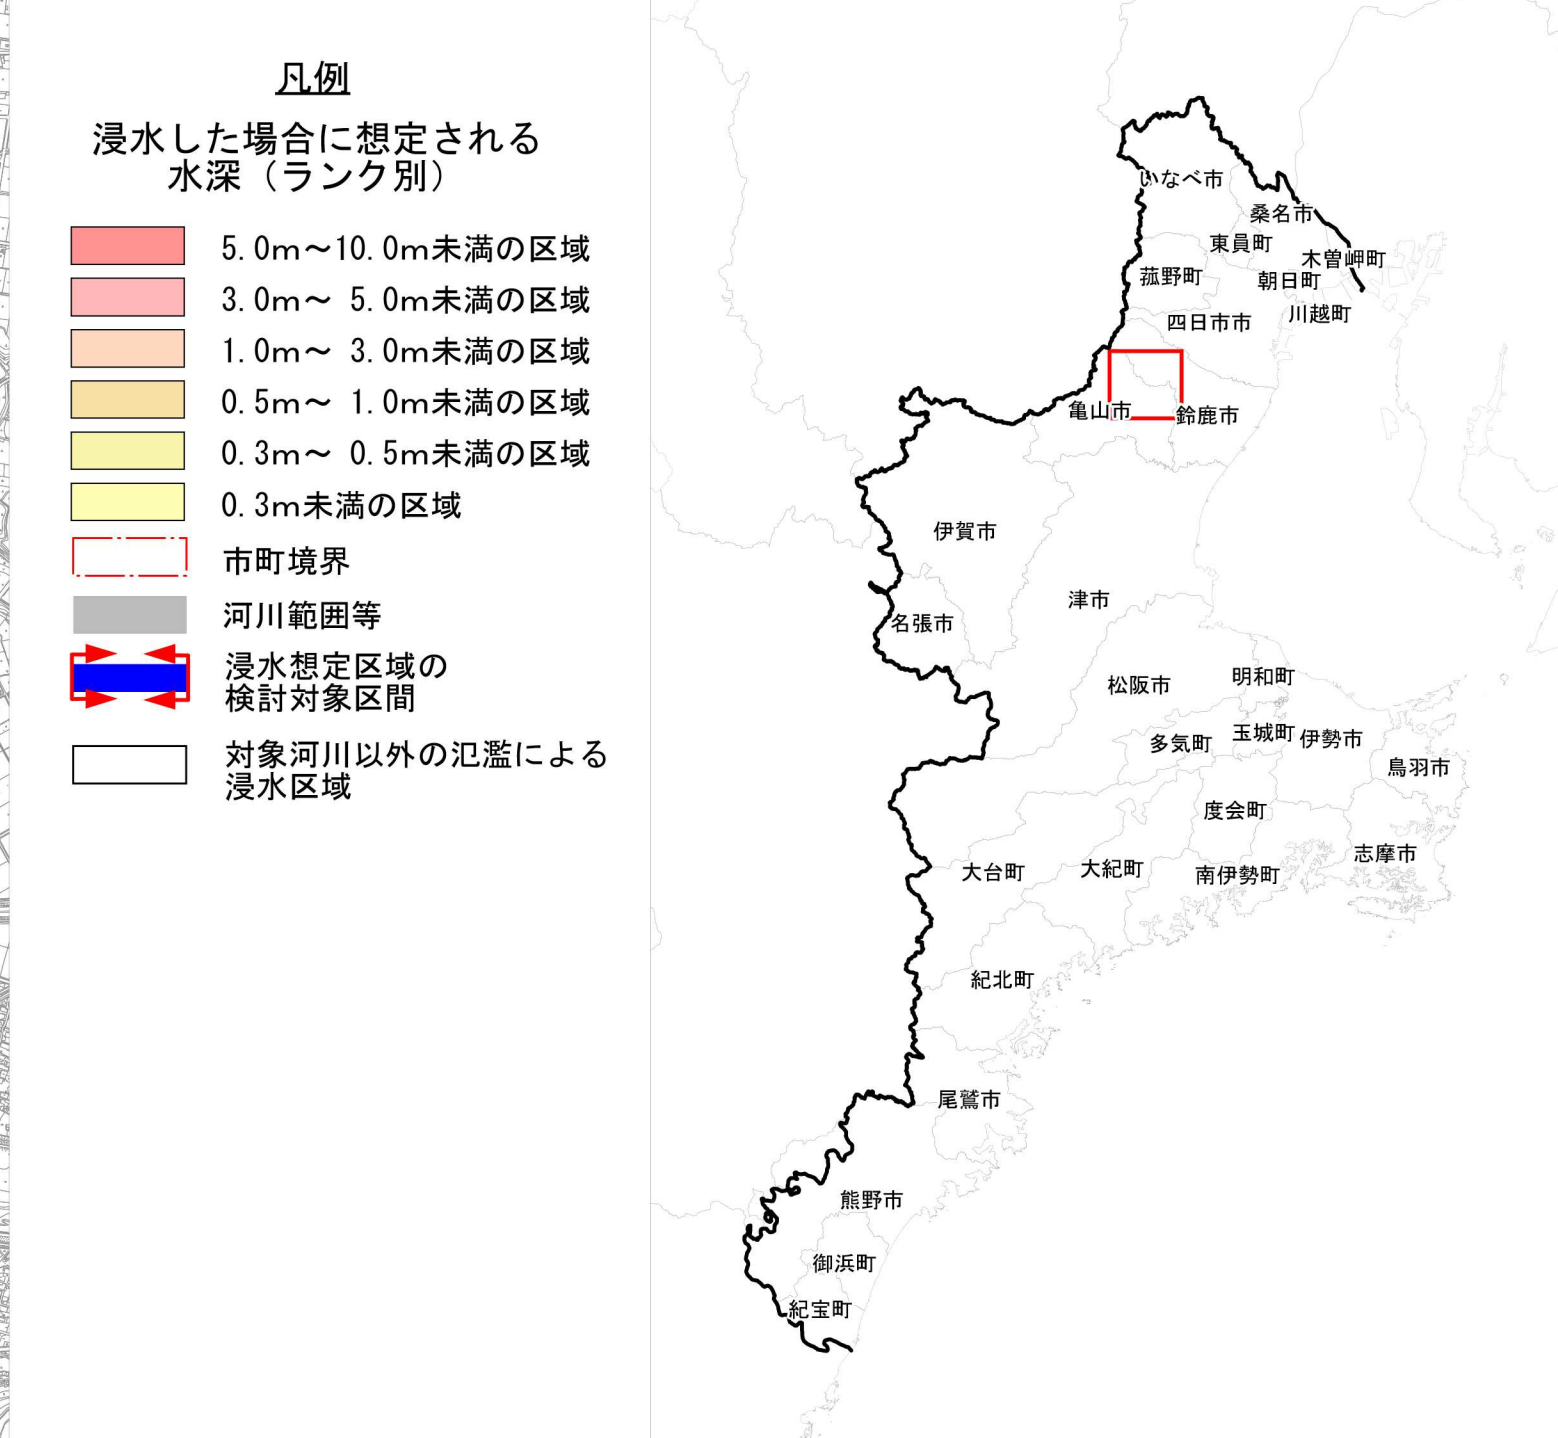 凡例
浸水した場合に想定される
水深（ランク別）
5.0m～10.0m未満の区域
3.0m～ 5.0m未満の区域
1.0m～ 3.0m未満の区域
0.5m～ 1.0m未満の区域
0.3m～ 0.5m未満の区域
0.3m未満の区域
市町境界
河川範囲等
浸水想定区域の
検討対象区間
対象河川以外の氾濫による
浸水区域
いなべ市
桑名市
東員町
木曽岬町
菰野町
朝日町
川越町
四日市市
亀山市
鈴鹿市
伊賀市
津市
名張市
明和町
松阪市
玉城町
伊勢市
多気町
鳥羽市
度会町
志摩市
大台町
大紀町
南伊勢町
紀北町
尾鷲市
熊野市
御浜町
紀宝町